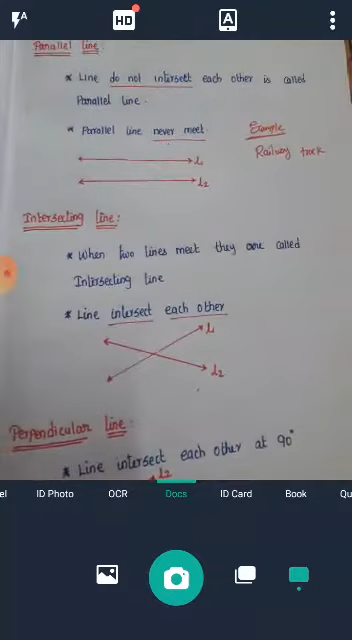 HD
A
Parallel line:
* Line do not intersect each other is called
Parallel line.
* Parallel line never meet.
Example
Railway track
l1
l2
Intersecting line:
* When two lines meet they are called
Intersecting line
* Line intersect each other
l1
l2
Perpendicular line:
* Line intersect each other at 90°
l2
el ID Photo OCR Docs ID Card Book Qu